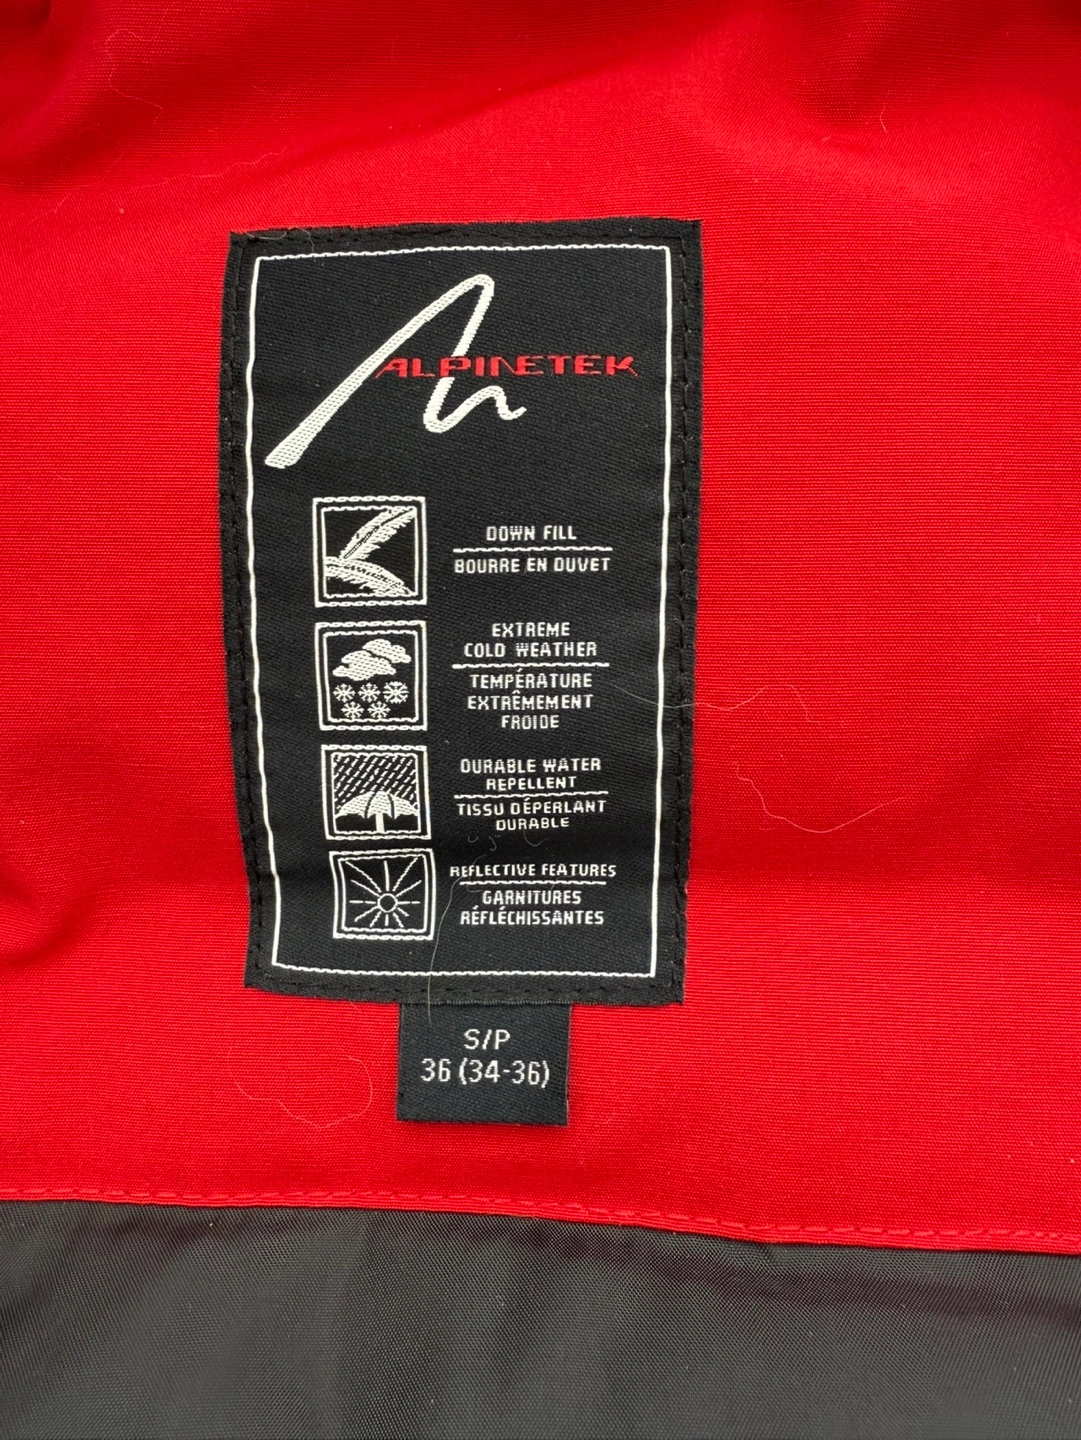 ALPINETEK
DOWN FILL
BOURRE EN DUVET
EXTREME
COLD WEATHER
TEMPÉRATURE
EXTRÊMEMENT
FROIDE
DURABLE WATER
REPELLENT
TISSU DÉPERLANT
DURABLE
REFLECTIVE FEATURES
GARNITURES
RÉFLÉCHISSANTES
S/P
36 (34-36)